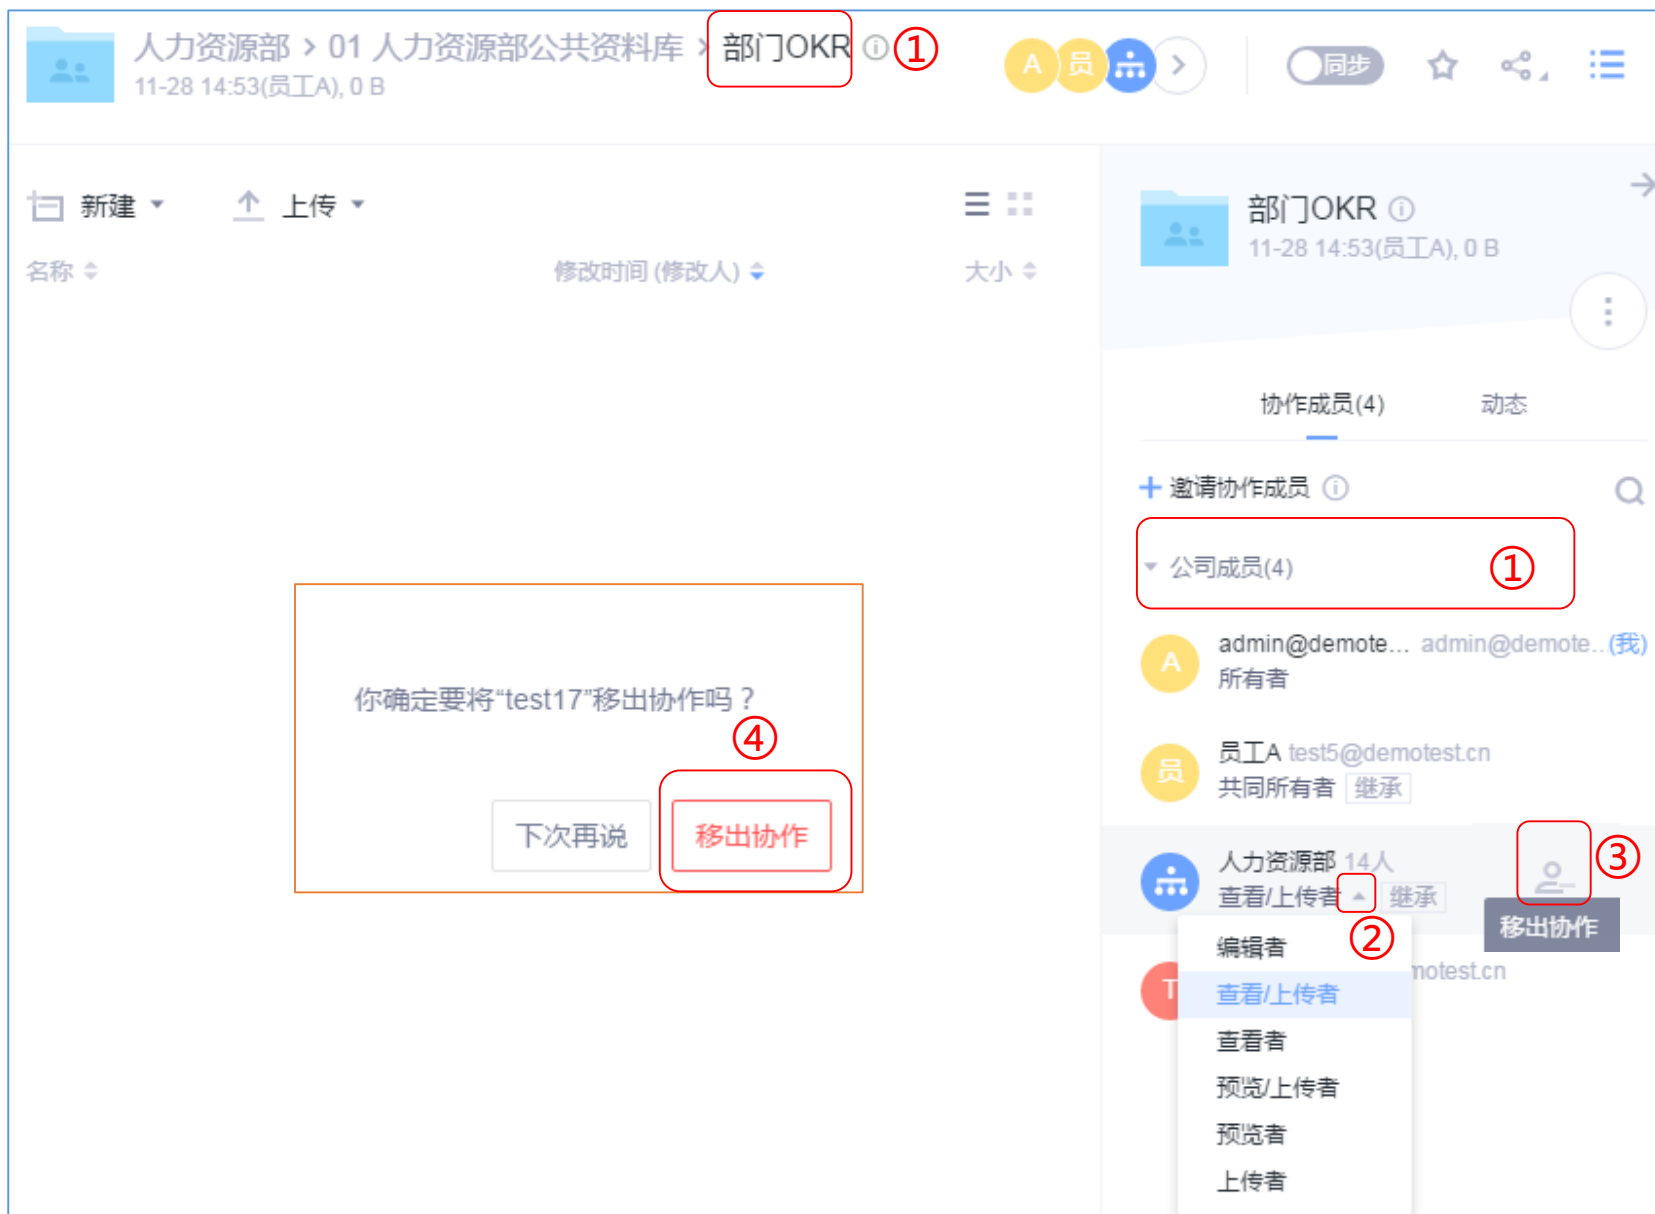 人力资源部 > 01 人力资源部公共资料库 > 部门OKR ①
11-28 14:53(员工A), 0 B
A 员
同步
新建
上传
名称
修改时间 (修改人)
大小
部门OKR
11-28 14:53(员工A), 0 B
协作成员(4)
动态
邀请协作成员
公司成员(4)
①
admin@demote... admin@demote...(我)
A
所有者
员工A test5@demotest.cn
员
共同所有者 继承
人力资源部 14人
③
查看/上传者 继承
移出协作
②
编辑者
T
motest.cn
查看/上传者
查看者
预览/上传者
预览者
上传者
你确定要将“test17”移出协作吗？
④
下次再说
移出协作